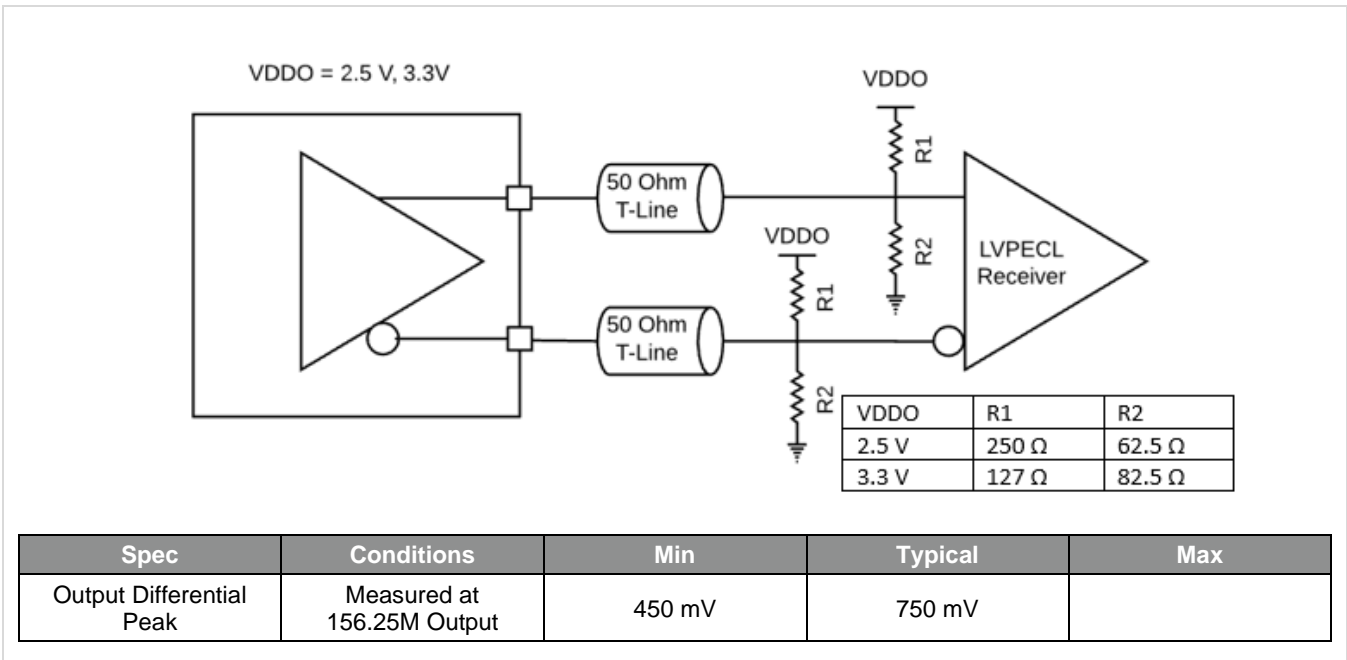 VDDO = 2.5 V, 3.3V
VDDO
R1
50 Ohm
T-Line
R2
LVPECL
Receiver
VDDO
R1
50 Ohm
T-Line
R2
VDDO R1 R2
2.5 V 250 Ω 62.5 Ω
3.3 V 127 Ω 82.5 Ω
Spec Conditions Min Typical Max
Output Differential
Peak
Measured at
156.25M Output
450 mV
750 mV